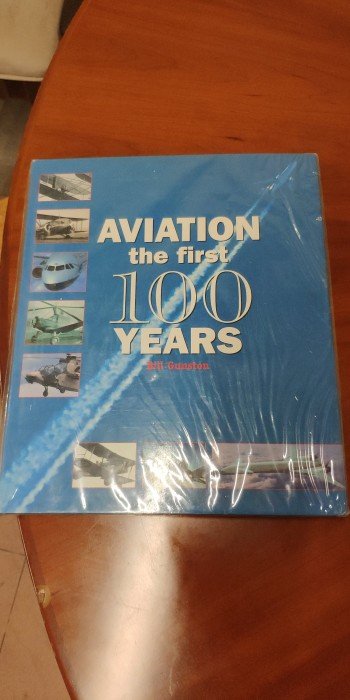 AVIATION
the first
100
YEARS
Bill Gunston